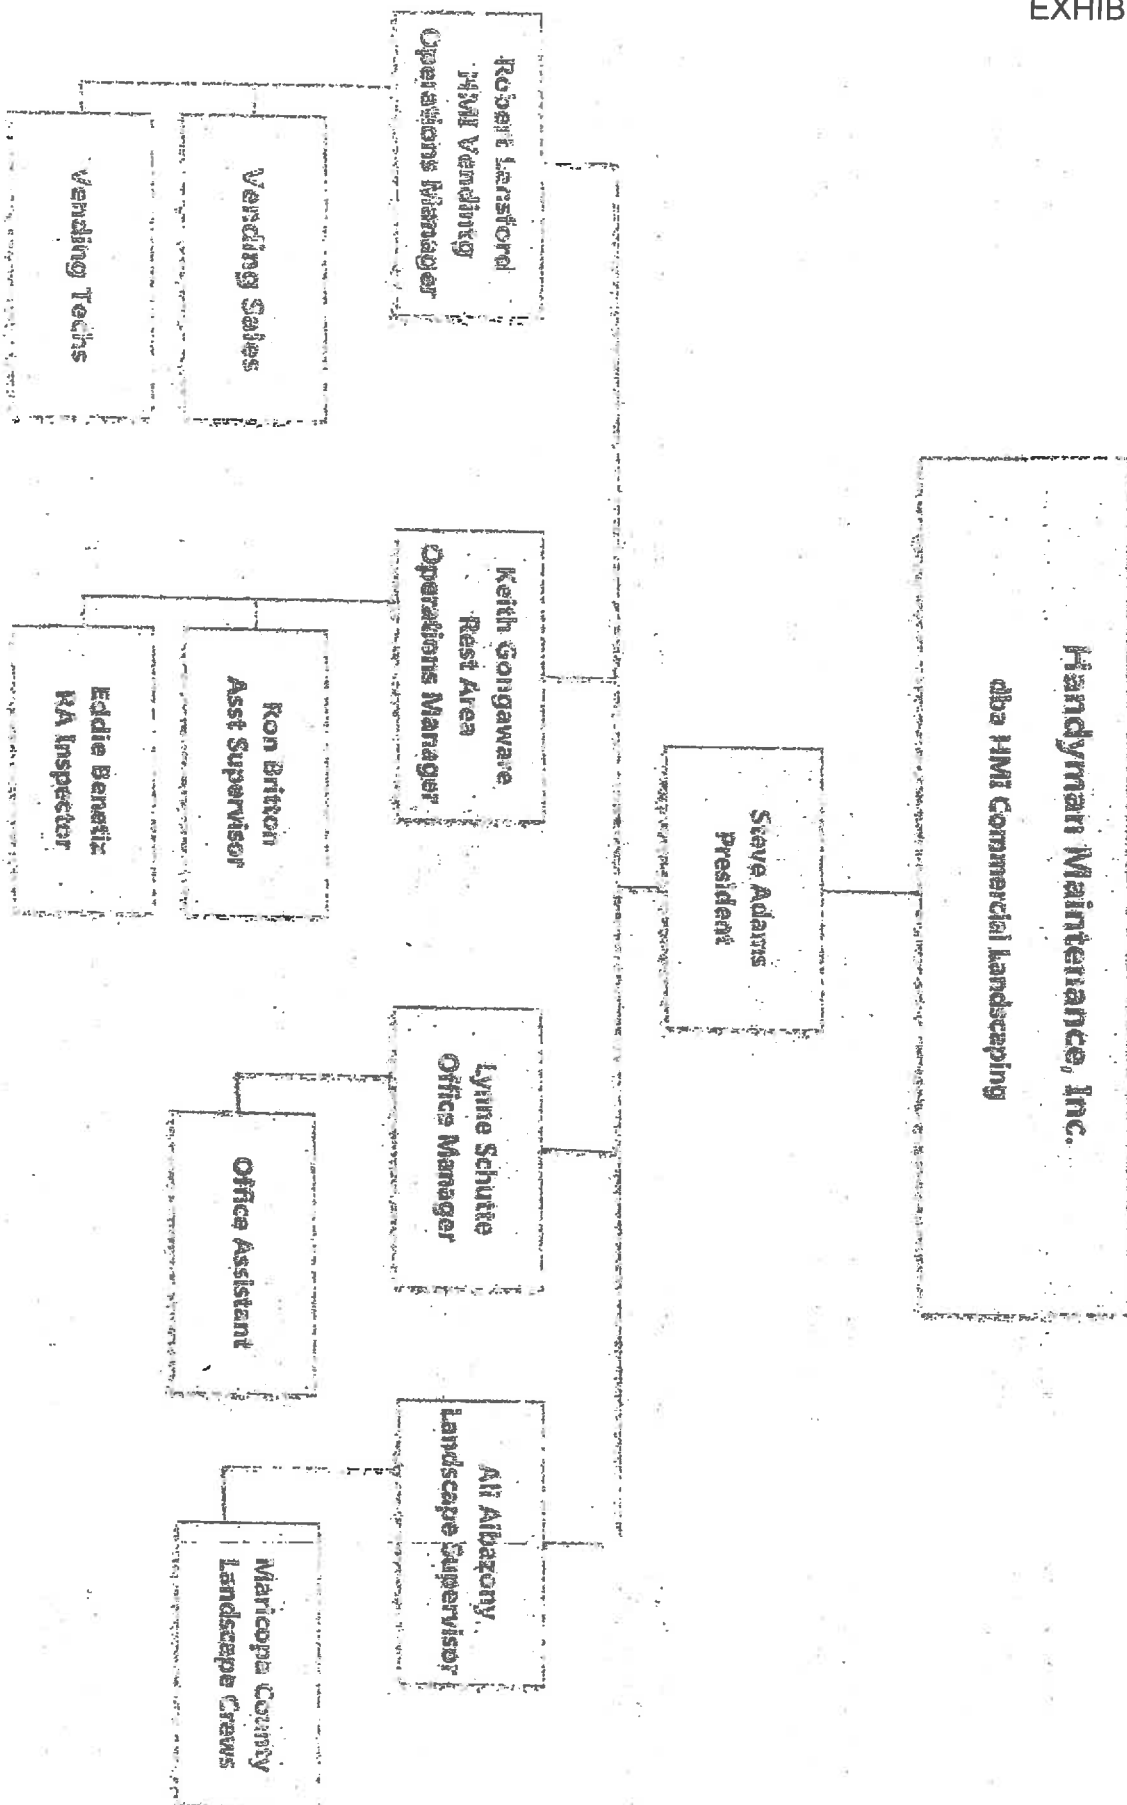 EXHIB
Handyman Maintenance, Inc.
dba HMI Commercial Landscaping
Steve Adams
President
Robert Lensford
HMI Vending
Operations Manager
Vending Sales
Vending Techs
Keith Gongaware
Rest Area
Operations Manager
Ron Britton
Asst Supervisor
Eddie Benetiz
RA Inspector
Lynne Schutte
Office Manager
Office Assistant
Ali Albazony
Landscape Supervisor
Maricopa County
Landscape Crews